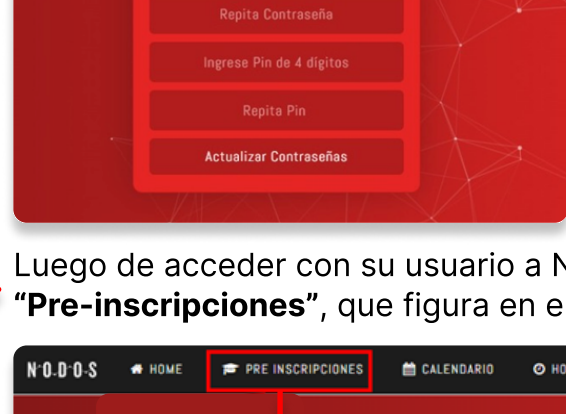 Repita Contraseña
Ingrese Pin de 4 digitos
Repita Pin
Actualizar Contraseñas
Luego de acceder con su usuario a N
“Pre-inscripciones”, que figura en e
N·O·D·O·S HOME PRE INSCRIPCIONES CALENDARIO HO